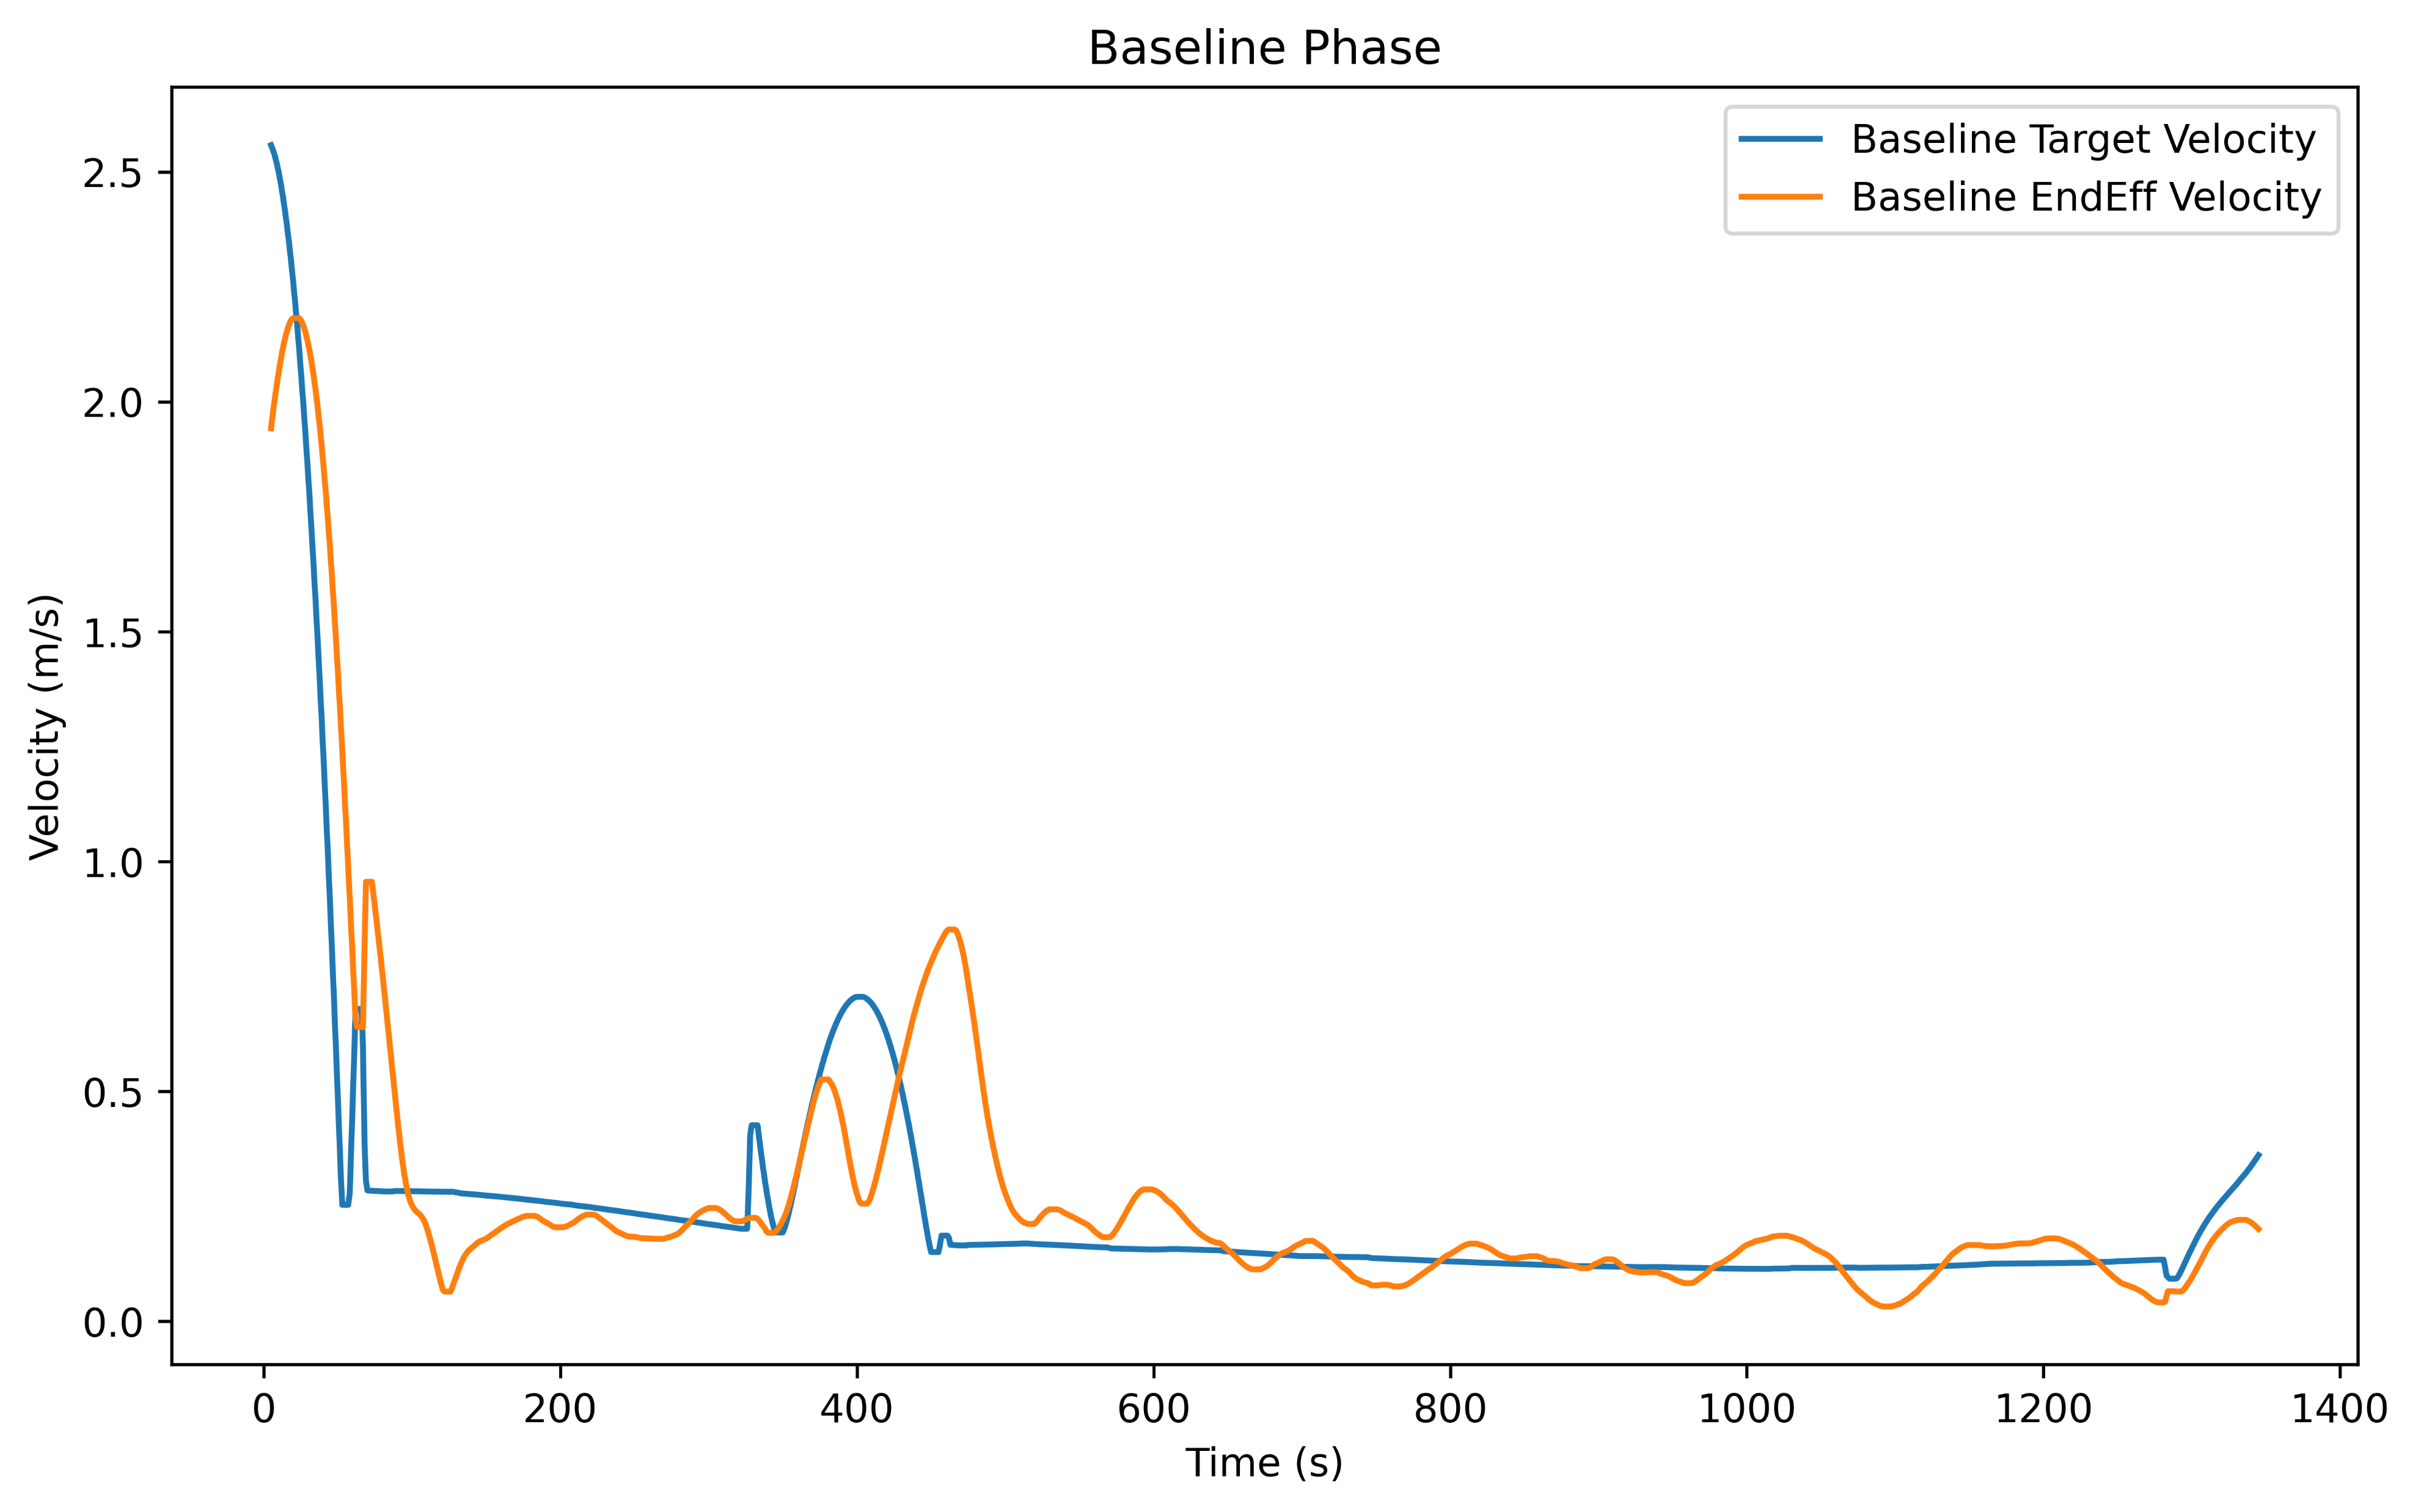 Baseline Phase
Baseline Target Velocity
Baseline EndEff Velocity
Velocity (m/s)
2.5
2.0
1.5
1.0
0.5
0.0
0 200 400 600 800 1000 1200 1400
Time (s)